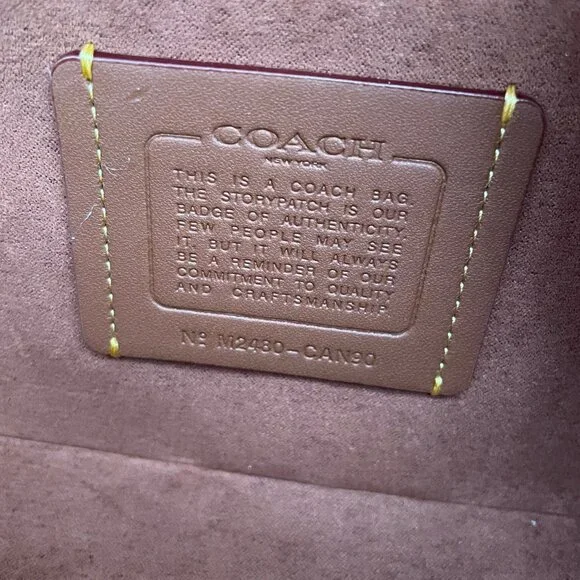 COACH
NEW YORK
THIS IS A COACH BAG.
THE STORYPATCH IS OUR
BADGE OF AUTHENTICITY.
FEW PEOPLE MAY SEE
IT. BUT IT WILL ALWAYS
BE A REMINDER OF OUR
COMMITMENT TO QUALITY
AND CRAFTSMANSHIP
Nº M2480-CAN90